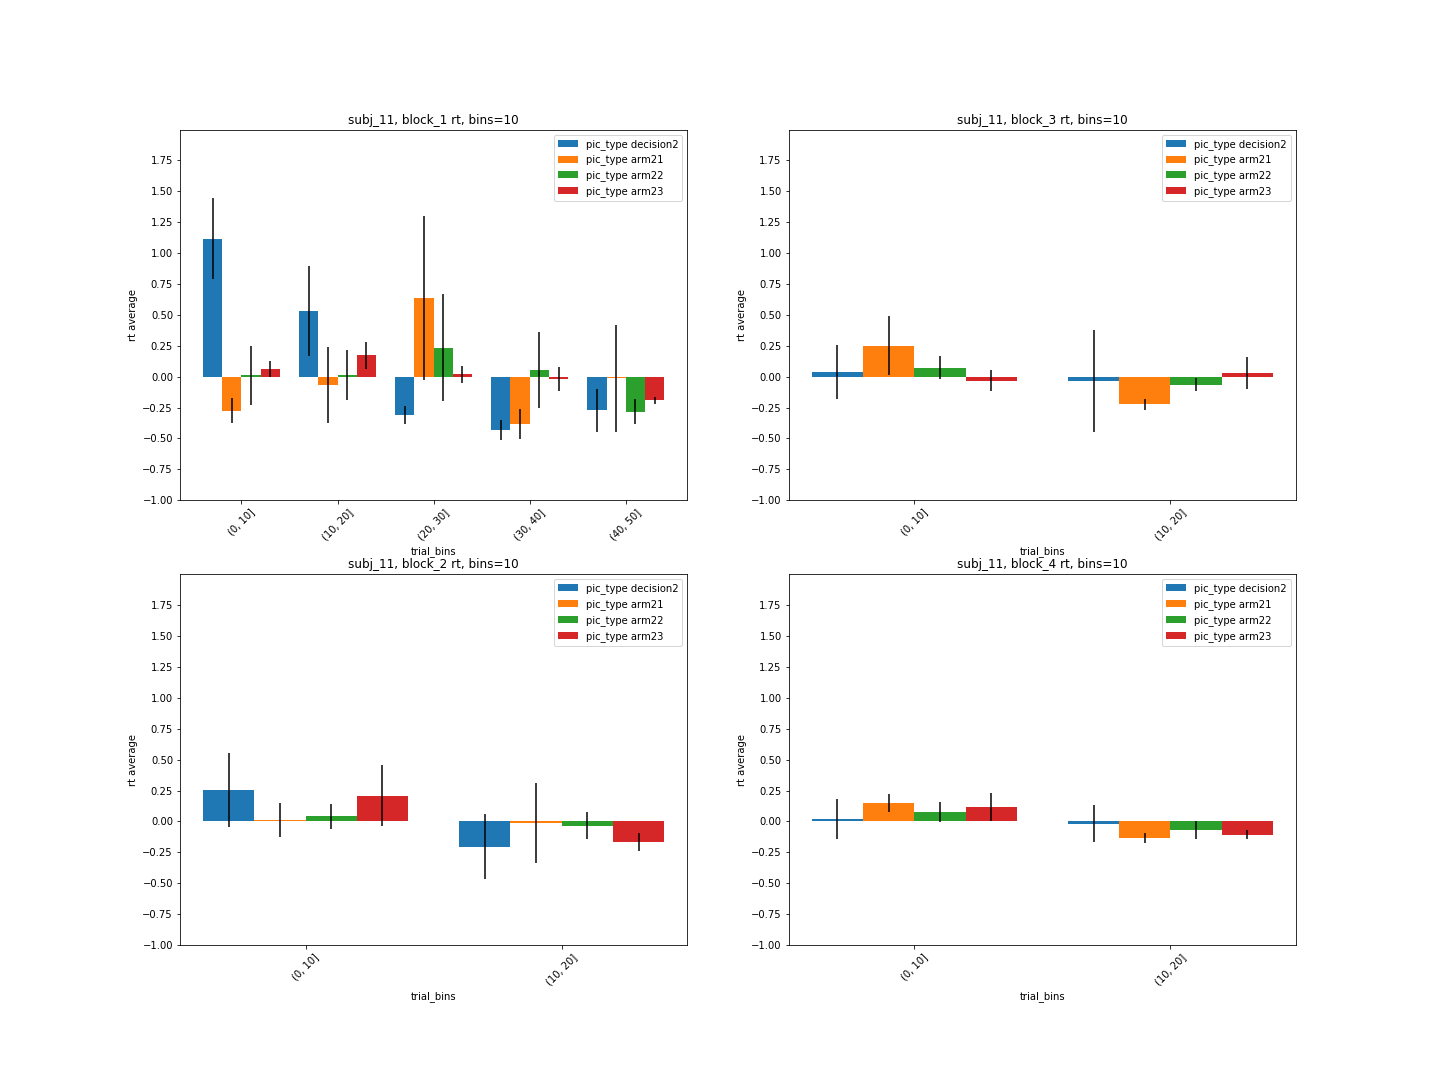 subj_11, block_1 rt, bins=10
pic_type decision2
pic_type arm21
pic_type arm22
pic_type arm23
1.75
1.50
1.25
1.00
0.75
0.50
0.25
0.00
−0.25
−0.50
−0.75
−1.00
rt average
(0, 10]
(10, 20]
(20, 30]
(30, 40]
(40, 50]
trial_bins
subj_11, block_3 rt, bins=10
pic_type decision2
pic_type arm21
pic_type arm22
pic_type arm23
1.75
1.50
1.25
1.00
0.75
0.50
0.25
0.00
−0.25
−0.50
−0.75
−1.00
rt average
(0, 10]
(10, 20]
trial_bins
subj_11, block_2 rt, bins=10
pic_type decision2
pic_type arm21
pic_type arm22
pic_type arm23
1.75
1.50
1.25
1.00
0.75
0.50
0.25
0.00
−0.25
−0.50
−0.75
−1.00
rt average
(0, 10]
(10, 20]
trial_bins
subj_11, block_4 rt, bins=10
pic_type decision2
pic_type arm21
pic_type arm22
pic_type arm23
1.75
1.50
1.25
1.00
0.75
0.50
0.25
0.00
−0.25
−0.50
−0.75
−1.00
rt average
(0, 10]
(10, 20]
trial_bins